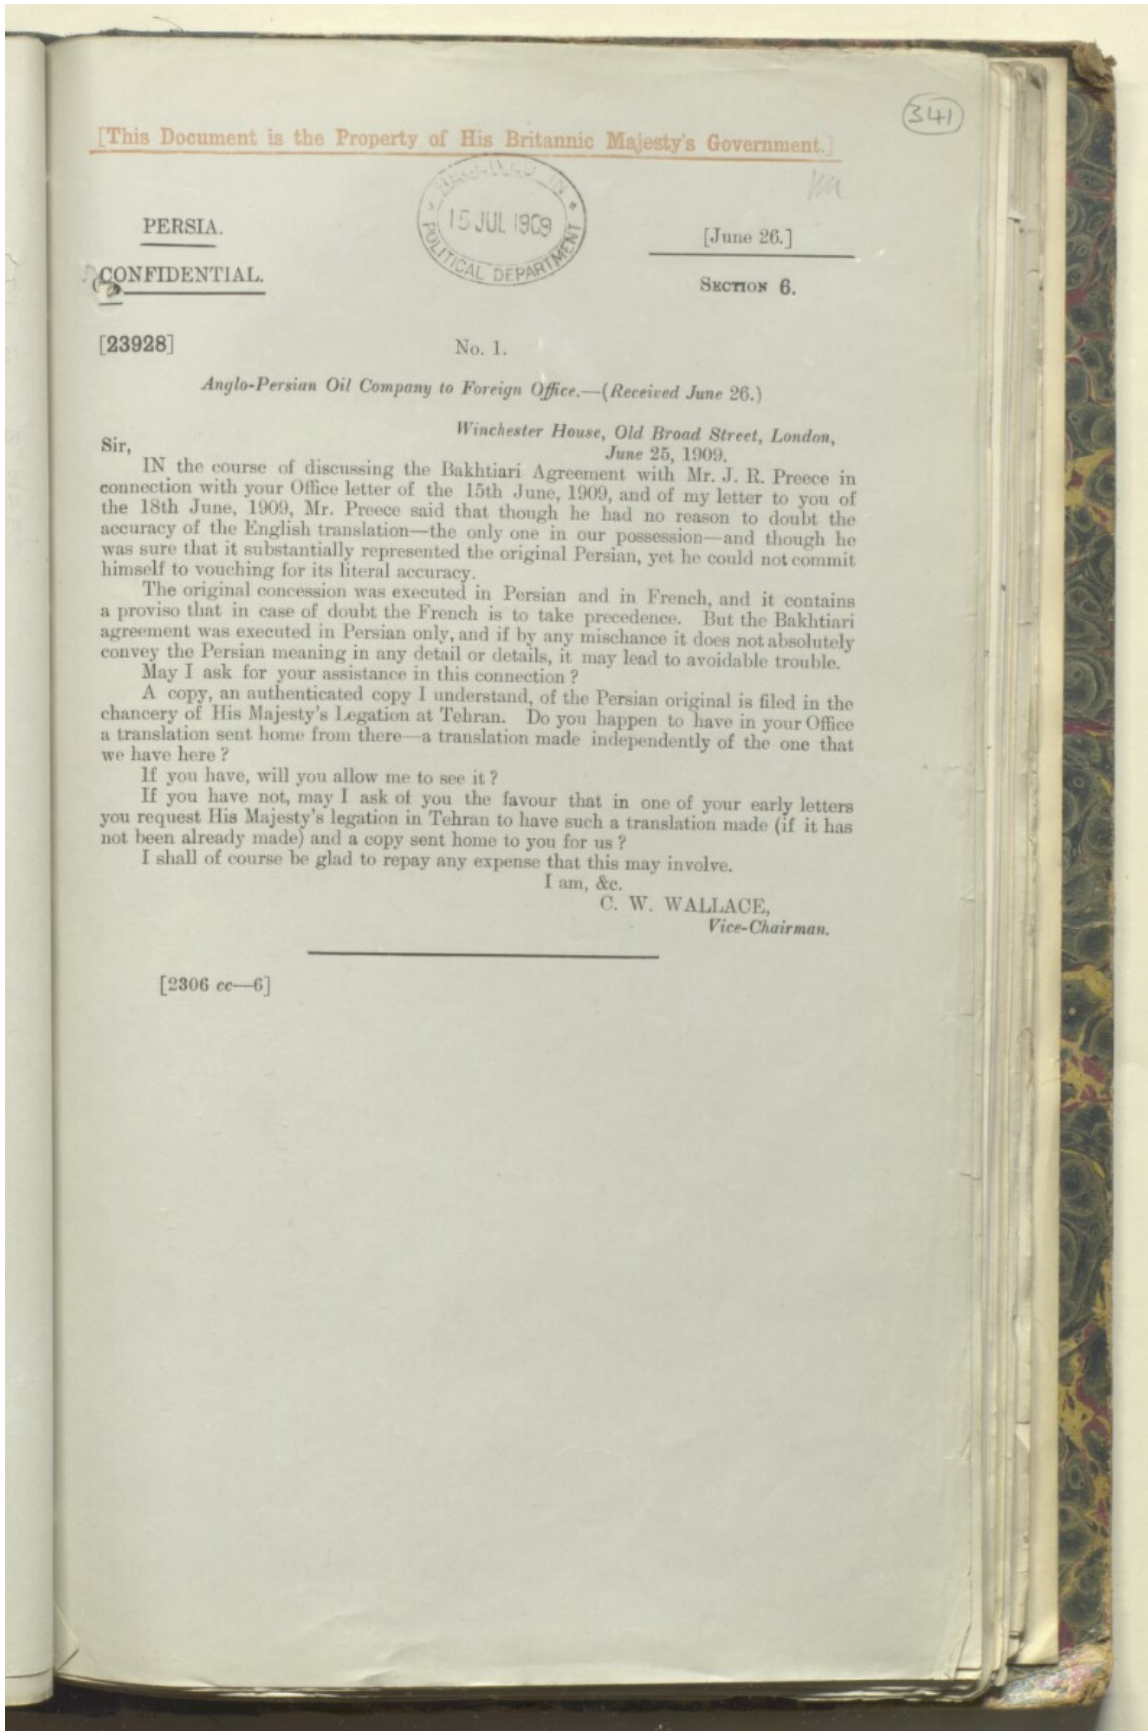 341
[This Document is the Property of His Britannic Majesty's Government.]
15 JUL 1909
POLITICAL DEPARTMENT
PERSIA.
[June 26.]
CONFIDENTIAL.
SECTION 6.
[23928]
No. 1.
Anglo-Persian Oil Company to Foreign Office.—(Received June 26.)
Winchester House, Old Broad Street, London,
Sir,
June 25, 1909.
IN the course of discussing the Bakhtiari Agreement with Mr. J. R. Preece in
connection with your Office letter of the 15th June, 1909, and of my letter to you of
the 18th June, 1909, Mr. Preece said that though he had no reason to doubt the
accuracy of the English translation—the only one in our possession—and though he
was sure that it substantially represented the original Persian, yet he could not commit
himself to vouching for its literal accuracy.
The original concession was executed in Persian and in French, and it contains
a proviso that in case of doubt the French is to take precedence. But the Bakhtiari
agreement was executed in Persian only, and if by any mischance it does not absolutely
convey the Persian meaning in any detail or details, it may lead to avoidable trouble.
May I ask for your assistance in this connection ?
A copy, an authenticated copy I understand, of the Persian original is filed in the
chancery of His Majesty's Legation at Tehran. Do you happen to have in your Office
a translation sent home from there—a translation made independently of the one that
we have here ?
If you have, will you allow me to see it ?
If you have not, may I ask of you the favour that in one of your early letters
you request His Majesty's legation in Tehran to have such a translation made (if it has
not been already made) and a copy sent home to you for us ?
I shall of course be glad to repay any expense that this may involve.
I am, &c.
C. W. WALLACE,
Vice-Chairman.
[2306 cc—6]